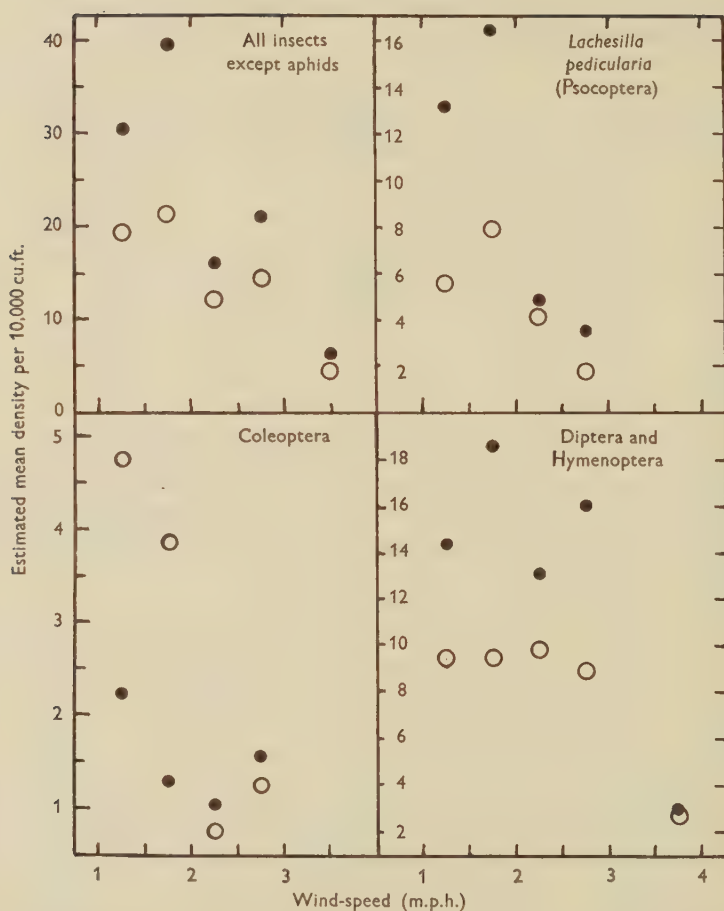 Estimated mean density per 10,000 cu.ft.
All insects
except aphids
40
30
20
10
0
Lachesilla
pedicularia
(Psocoptera)
16
14
12
10
8
6
4
2
Coleoptera
5
4
3
2
1
Diptera and
Hymenoptera
18
16
14
12
10
8
6
4
2
1 2 3 1 2 3 4
Wind-speed (m.p.h.)